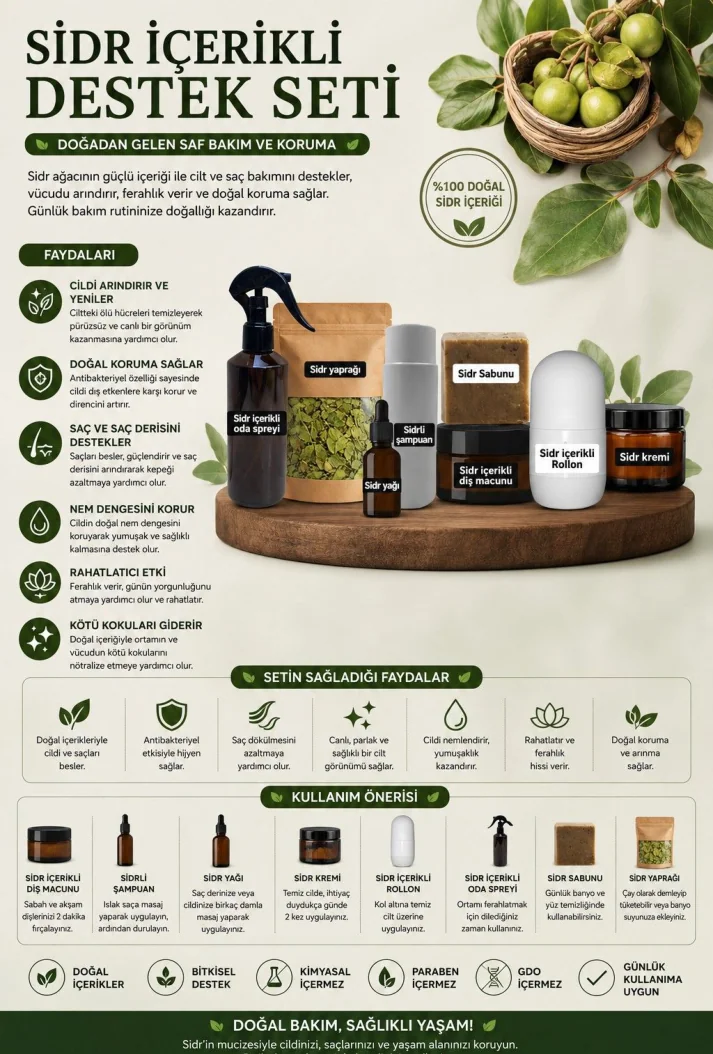 SİDR İÇERİKLİ
DESTEK SETİ
DOĞADAN GELEN SAF BAKIM VE KORUMA
Sidr ağacının güçlü içeriği ile cilt ve saç bakımını destekler,
vücudu arındırır, ferahlık verir ve doğal koruma sağlar.
Günlük bakım rutininize doğallığı kazandırır.
%100 DOĞAL
SİDR İÇERİĞİ
FAYDALARI
CİLDİ ARINDIRIR VE
YENİLER
Ciltteki ölü hücreleri temizleyerek
pürüzsüz ve canlı bir görünüm
kazanmasına yardımcı olur.
DOĞAL KORUMA SAĞLAR
Antibakteriyel özelliği sayesinde
cildi dış etkenlere karşı korur ve
direncini artırır.
SAÇ VE SAÇ DERİSİNİ
DESTEKLER
Saçları besler, güçlendirir ve saç
derisini arındırarak kepeği
azaltmaya yardımcı olur.
NEM DENGESİNİ KORUR
Cildin doğal nem dengesini
koruyarak yumuşak ve sağlıklı
kalmasına destek olur.
RAHATLATICI ETKİ
Ferahlık verir, günün yorgunluğunu
atmaya yardımcı olur ve rahatlatır.
KÖTÜ KOKULARI GİDERİR
Doğal içeriğiyle ortamın ve
vücudun kötü kokularını
nötralize etmeye yardımcı olur.
Sidr içerikli
oda spreyi
Sidr yaprağı
Sidr yağı
Sidrli
şampuan
Sidr Sabunu
Sidr içerikli
diş macunu
Sidr içerikli
Rollon
Sidr kremi
SETİN SAĞLADIĞI FAYDALAR
Doğal içerikleriyle
cildi ve saçları
besler.
Antibakteriyel
etkisiyle hijyen
sağlar.
Saç dökülmesini
azaltmaya
yardımcı olur.
Canlı, parlak ve
sağlıklı bir cilt
görünümü sağlar.
Cildi nemlendirir,
yumuşaklık
kazandırır.
Rahatlatır ve
ferahlık
hissi verir.
Doğal koruma
ve arınma
sağlar.
KULLANIM ÖNERİSİ
SİDR İÇERİKLİ
DİŞ MACUNU
Sabah ve akşam
dişlerinizi 2 dakika
fırçalayınız.
SİDRLİ
ŞAMPUAN
Islak saça masaj
yaparak uygulayın,
ardından durulayın.
SİDR YAĞI
Saç derinize veya
cildinize birkaç damla
masaj yaparak
uygulayınız.
SİDR KREMİ
Temiz cilde, ihtiyaç
duydukça günde
2 kez uygulayınız.
SİDR İÇERİKLİ
ROLLON
Kol altına temiz
cilt üzerine
uygulayınız.
SİDR İÇERİKLİ
ODA SPREYİ
Ortamı ferahlatmak
için dilediğiniz
zaman kullanınız.
SİDR SABUNU
Günlük banyo ve
yüz temizliğinde
kullanabilirsiniz.
SİDR YAPRAĞI
Çay olarak demleyip
tüketebilir veya banyo
suyunuza ekleyiniz.
DOĞAL
İÇERİKLER
BİTKİSEL
DESTEK
KİMYASAL
İÇERMEZ
PARABEN
İÇERMEZ
GDO
İÇERMEZ
GÜNLÜK
KULLANIMA
UYGUN
DOĞAL BAKIM, SAĞLIKLI YAŞAM!
Sidr'in mucizesiyle cildinizi, saçlarınızı ve yaşam alanınızı koruyun.